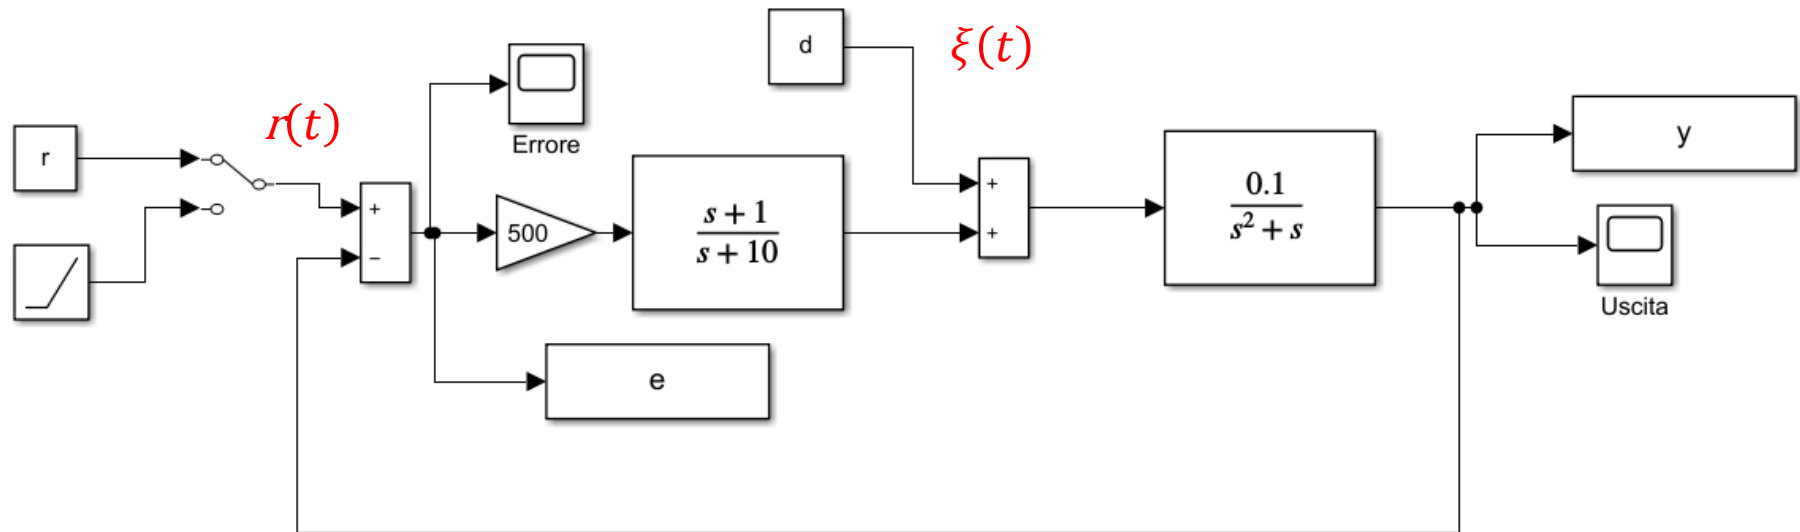 d
ξ(t)
Errore
r(t)
r
y
+
−
500
s + 1
s + 10
+
+
0.1
s² + s
Uscita
e